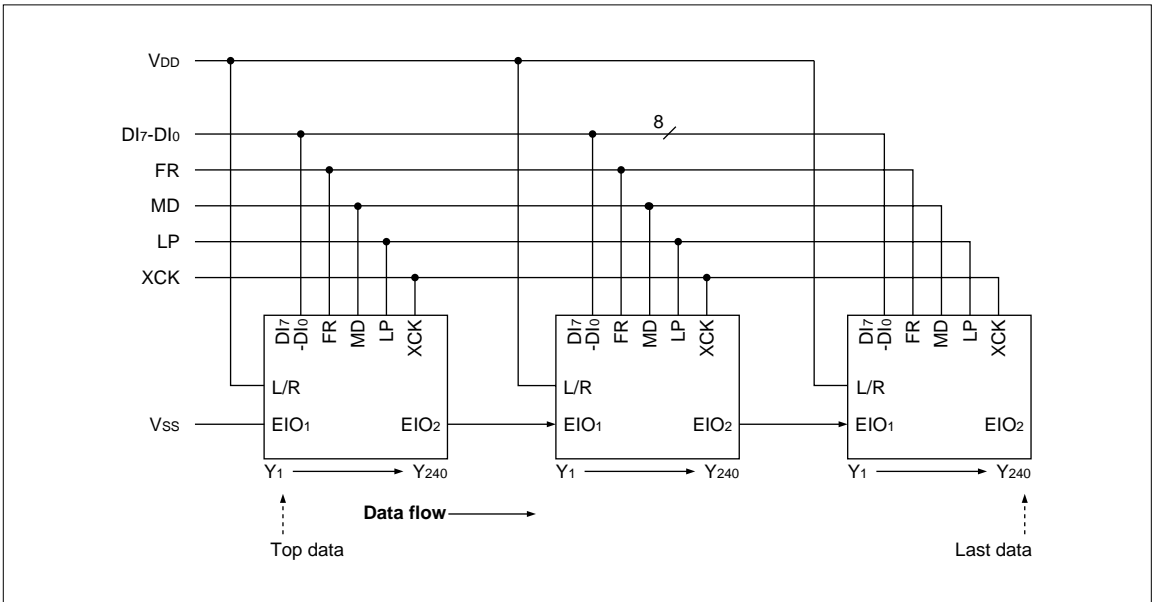 VDD
8
DI7-DI0
FR
MD
LP
XCK
DI7 -DI0 FR MD LP XCK
DI7 -DI0 FR MD LP XCK
DI7 -DI0 FR MD LP XCK
L/R
L/R
L/R
VSS
EIO1 EIO2
EIO1 EIO2
EIO1 EIO2
Y1 Y240
Y1 Y240
Y1 Y240
Data flow
Top data
Last data